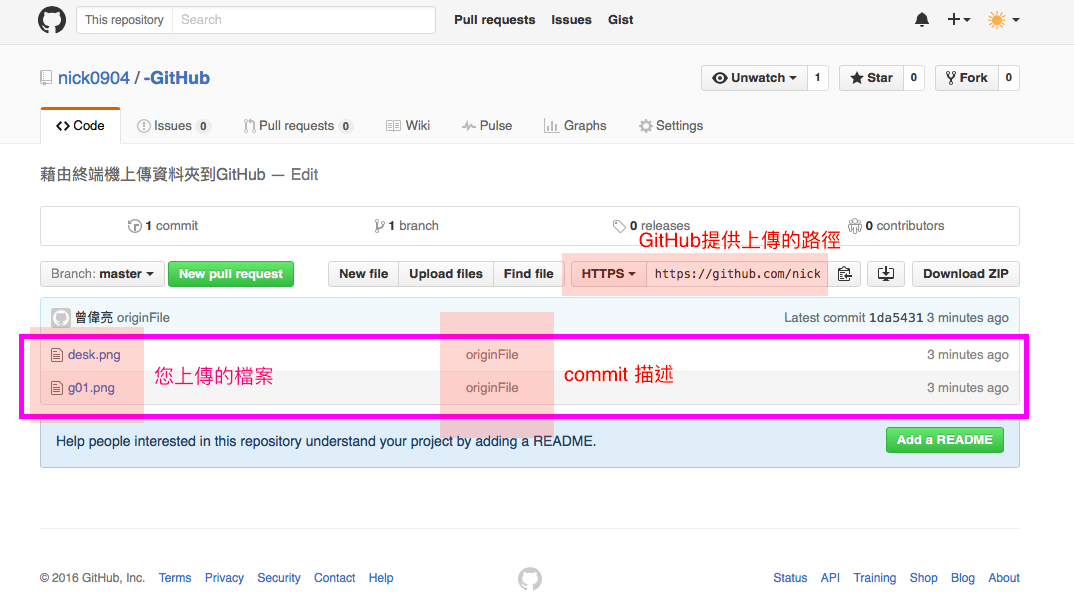 This repository Search Pull requests Issues Gist
nick0904 / -GitHub Unwatch 1 Star 0 Fork 0
Code Issues 0 Pull requests 0 Wiki Pulse Graphs Settings
藉由終端機上傳資料夾到GitHub — Edit
1 commit 1 branch 0 releases 0 contributors
GitHub提供上傳的路徑
Branch: master New pull request New file Upload files Find file HTTPS https://github.com/nick Download ZIP
曾偉亮 originFile Latest commit 1da5431 3 minutes ago
desk.png originFile 3 minutes ago
您上傳的檔案 commit 描述
g01.png originFile 3 minutes ago
Help people interested in this repository understand your project by adding a README. Add a README
© 2016 GitHub, Inc. Terms Privacy Security Contact Help Status API Training Shop Blog About